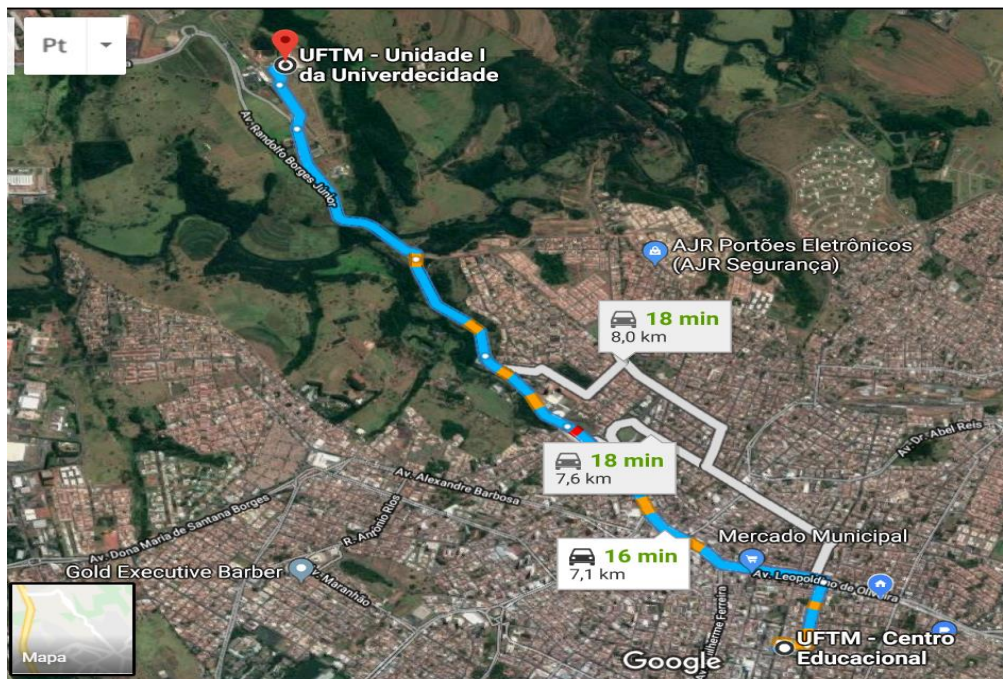 Pt
UFTM - Unidade I
da Univerdecidade
Av. Randolfo Borges Júnior
AJR Portões Eletrônicos
(AJR Segurança)
18 min
8,0 km
Av. Dr. Abel Reis
18 min
7,6 km
Av. Alexandre Barbosa
Av. Dona Maria de Santana Borges
R. Antônio Rios
Mercado Municipal
16 min
7,1 km
Gold Executive Barber
Av. Maranhão
Av. Leopoldino de Oliveira
Guilherme Ferreira
UFTM - Centro
Educacional
Mapa
Google